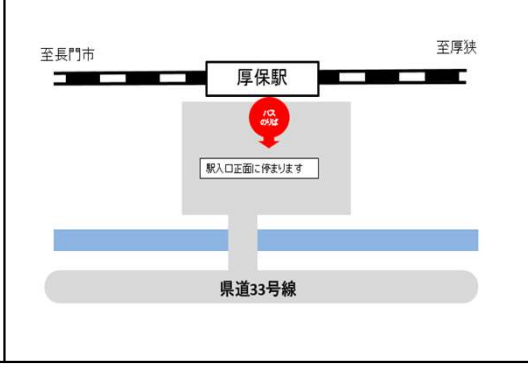 至長門市
至厚狭
厚保駅
バス
のりば
駅入口正面に停まります
県道33号線